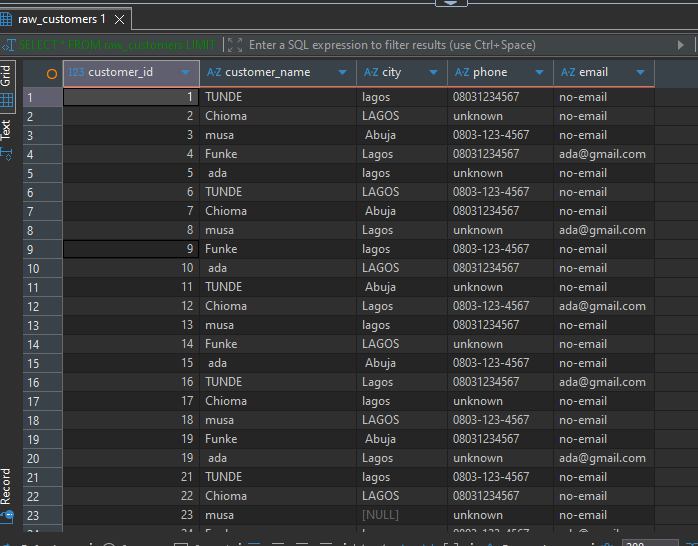 raw_customers 1
SELECT * FROM raw_customers LIMIT Enter a SQL expression to filter results (use Ctrl+Space)
Grid
Text
Record
123 customer_id A-Z customer_name A-Z city A-Z phone A-Z email
1 1 TUNDE lagos 08031234567 no-email
2 2 Chioma LAGOS unknown no-email
3 3 musa Abuja 0803-123-4567 no-email
4 4 Funke Lagos 08031234567 ada@gmail.com
5 5 ada lagos unknown no-email
6 6 TUNDE LAGOS 0803-123-4567 no-email
7 7 Chioma Abuja 08031234567 no-email
8 8 musa Lagos unknown ada@gmail.com
9 9 Funke lagos 0803-123-4567 no-email
10 10 ada LAGOS 08031234567 no-email
11 11 TUNDE Abuja unknown no-email
12 12 Chioma Lagos 0803-123-4567 ada@gmail.com
13 13 musa lagos 08031234567 no-email
14 14 Funke LAGOS unknown no-email
15 15 ada Abuja 0803-123-4567 no-email
16 16 TUNDE Lagos 08031234567 ada@gmail.com
17 17 Chioma lagos unknown no-email
18 18 musa LAGOS 0803-123-4567 no-email
19 19 Funke Abuja 08031234567 no-email
20 19 ada Lagos unknown ada@gmail.com
21 21 TUNDE lagos 0803-123-4567 no-email
22 22 Chioma LAGOS 08031234567 no-email
23 23 musa [NULL] unknown no-email